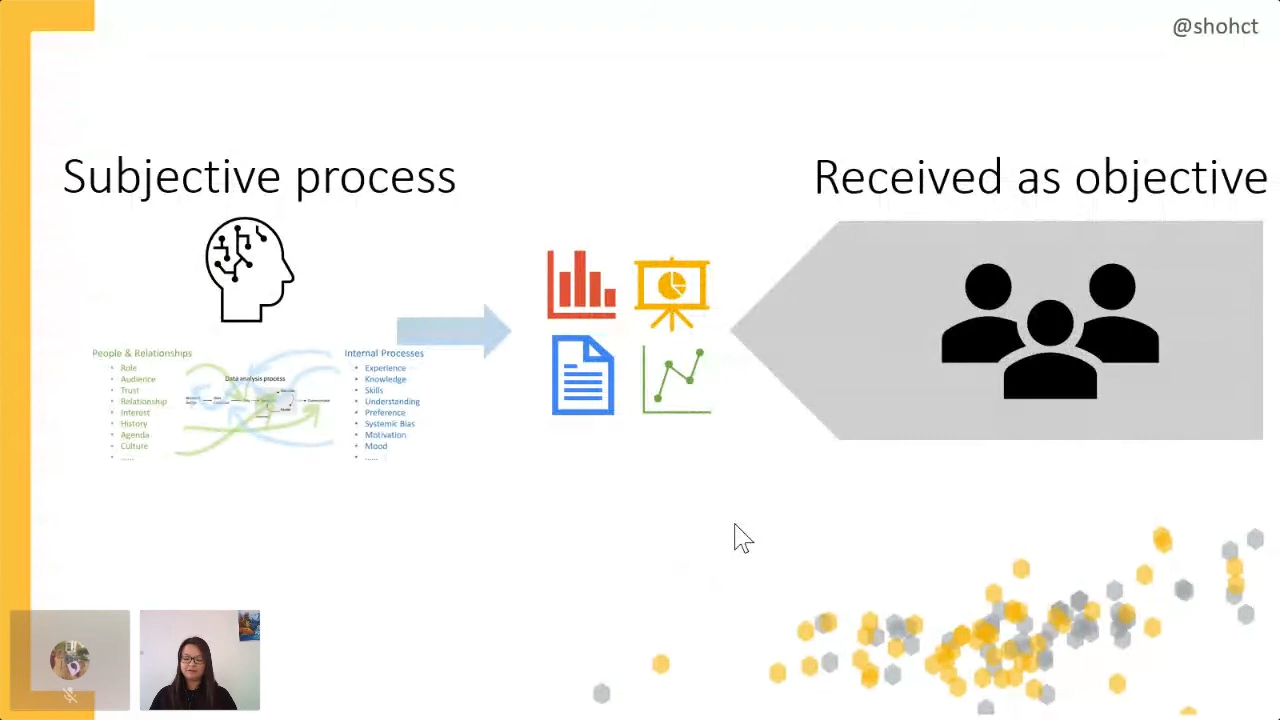 @shohct
Subjective process
Received as objective
People & Relationships
• Role
• Audience
• Trust
• Relationship
• Interest
• History
• Agenda
• Culture
• ......
Data analysis process
Internal Processes
• Experience
• Knowledge
• Skills
• Understanding
• Preference
• Systemic Bias
• Motivation
• Mood
• ......